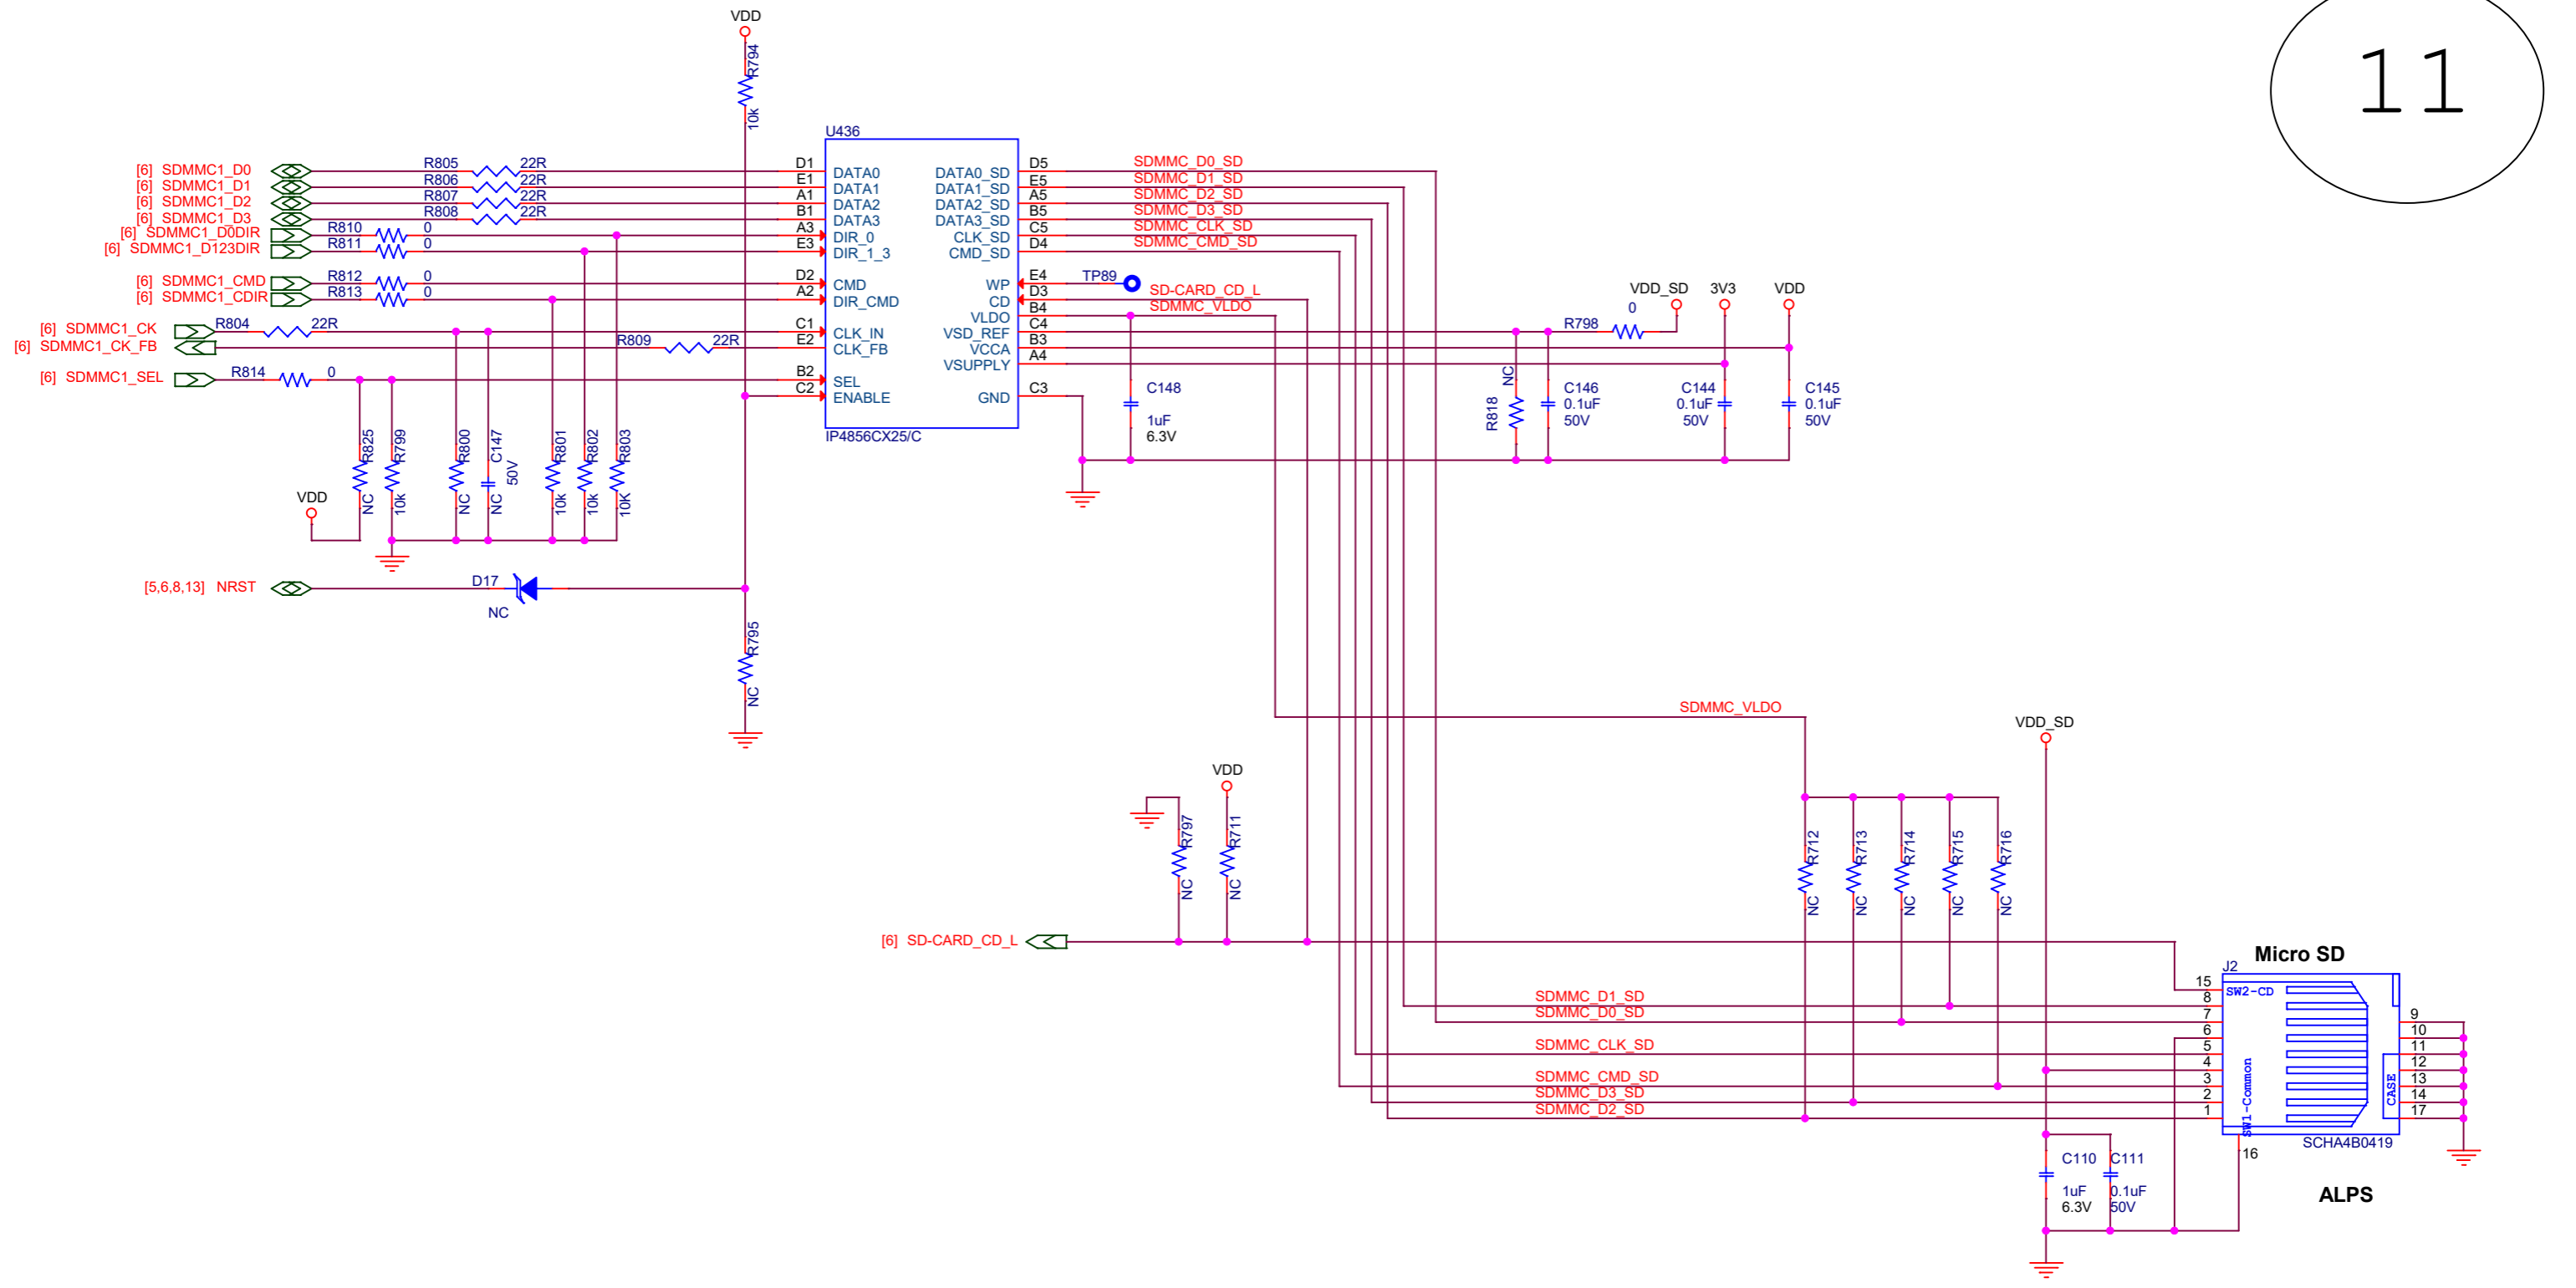 11
VDD
R794
10k
U436
[6] SDMMC1_D0
R805
22R
D1
DATA0
DATA0_SD
D5
SDMMC_D0_SD
[6] SDMMC1_D1
R806
22R
E1
DATA1
DATA1_SD
E5
SDMMC_D1_SD
[6] SDMMC1_D2
R807
22R
A1
DATA2
DATA2_SD
A5
SDMMC_D2_SD
[6] SDMMC1_D3
R808
22R
B1
DATA3
DATA3_SD
B5
SDMMC_D3_SD
[6] SDMMC1_D0DIR
R810
0
A3
DIR_0
CLK_SD
C5
SDMMC_CLK_SD
[6] SDMMC1_D123DIR
R811
0
E3
DIR_1_3
CMD_SD
D4
SDMMC_CMD_SD
[6] SDMMC1_CMD
R812
0
D2
CMD
WP
E4
TP89
[6] SDMMC1_CDIR
R813
0
A2
DIR_CMD
CD
D3
SD-CARD_CD_L
VLDO
B4
SDMMC_VLDO
[6] SDMMC1_CK
R804
22R
C1
CLK_IN
VSD_REF
C4
[6] SDMMC1_CK_FB
R809
22R
E2
CLK_FB
VCCA
B3
VSUPPLY
A4
[6] SDMMC1_SEL
R814
0
B2
SEL
C2
ENABLE
GND
C3
IP4856CX25/C
R798
0
VDD_SD
3V3
VDD
C148
1uF
6.3V
NC
R818
C146
0.1uF
50V
C144
0.1uF
50V
C145
0.1uF
50V
VDD
R825
NC
R799
10k
R800
NC
C147
50V
NC
R801
10k
R802
10k
R803
10K
[5,6,8,13] NRST
D17
NC
R795
NC
SDMMC_VLDO
VDD_SD
VDD
R797
NC
R711
NC
R712
NC
R713
NC
R714
NC
R715
NC
R716
NC
[6] SD-CARD_CD_L
Micro SD
J2
15
SW2-CD
SDMMC_D1_SD
8
SDMMC_D0_SD
7
6
SDMMC_CLK_SD
5
4
SDMMC_CMD_SD
3
SDMMC_D3_SD
2
SDMMC_D2_SD
1
SW1-Common
CASE
9
10
11
12
13
14
17
SCHA4B0419
16
C110
1uF
6.3V
C111
0.1uF
50V
ALPS